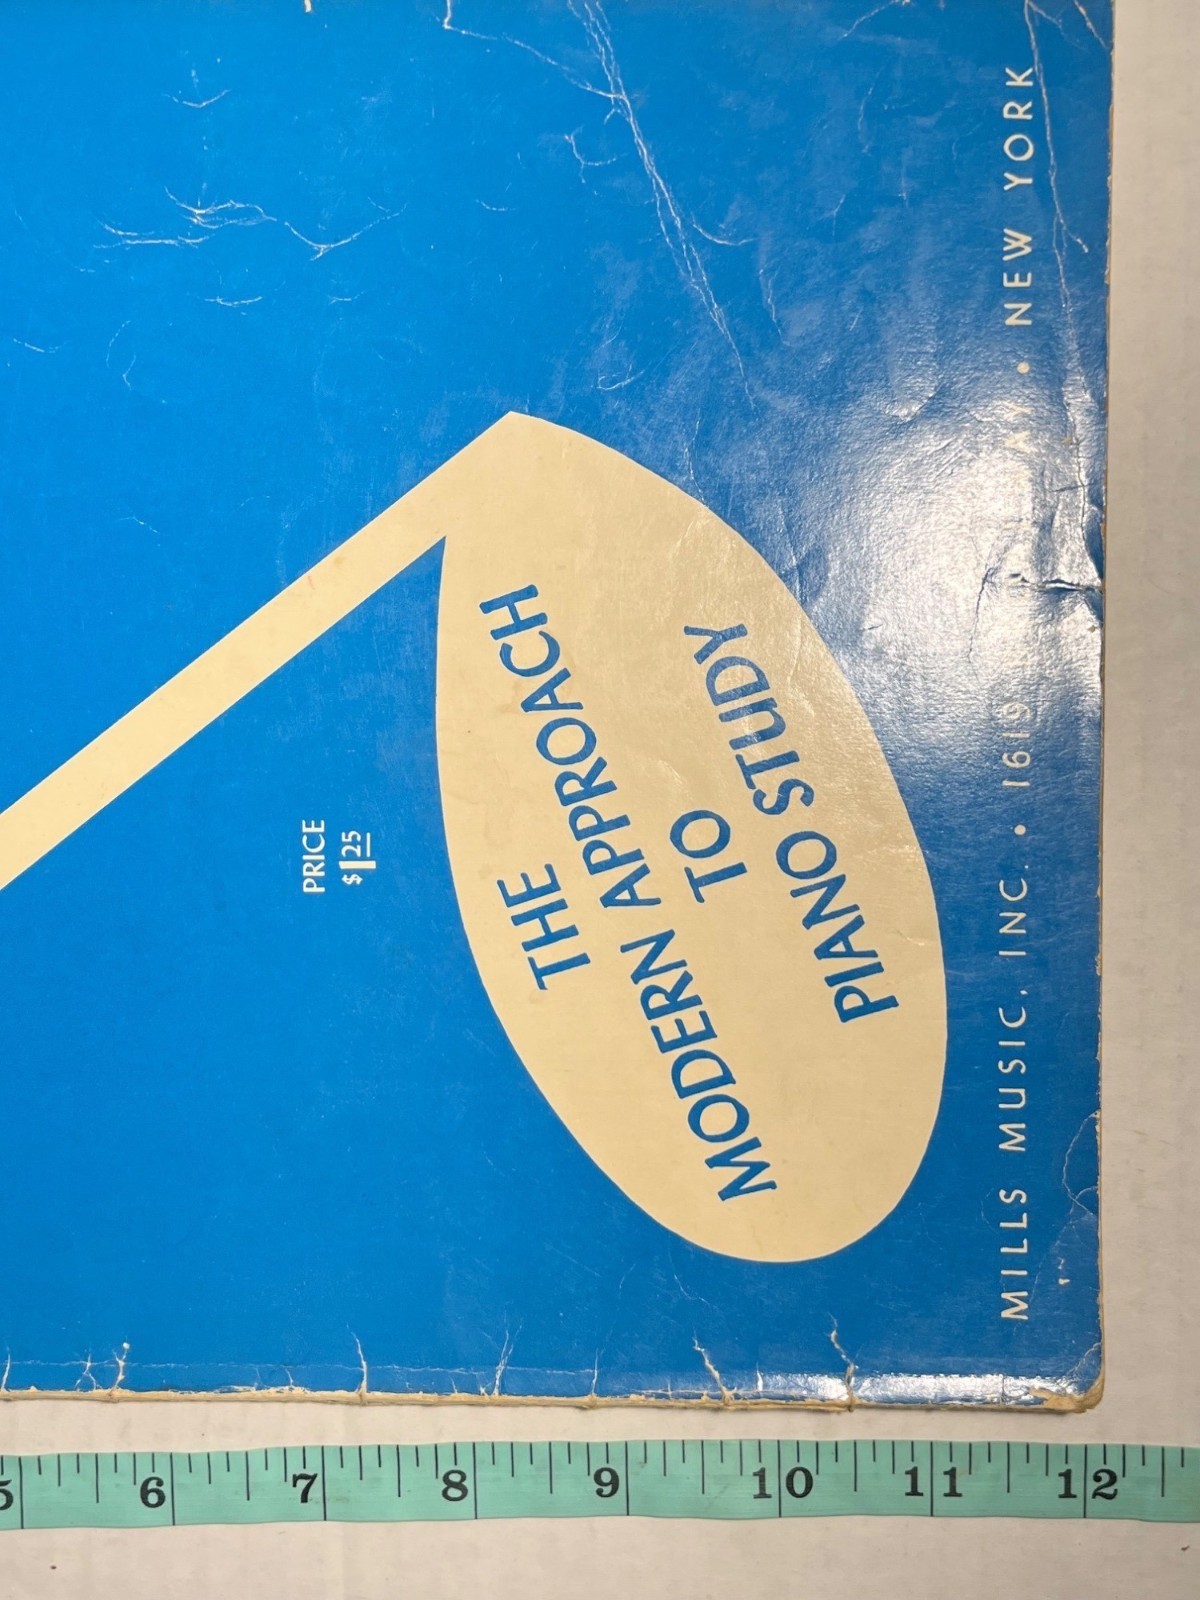 PRICE
$1.25
THE
MODERN APPROACH
TO
PIANO STUDY
MILLS MUSIC, INC. • 1619 • NEW YORK
5 6 7 8 9 10 11 12